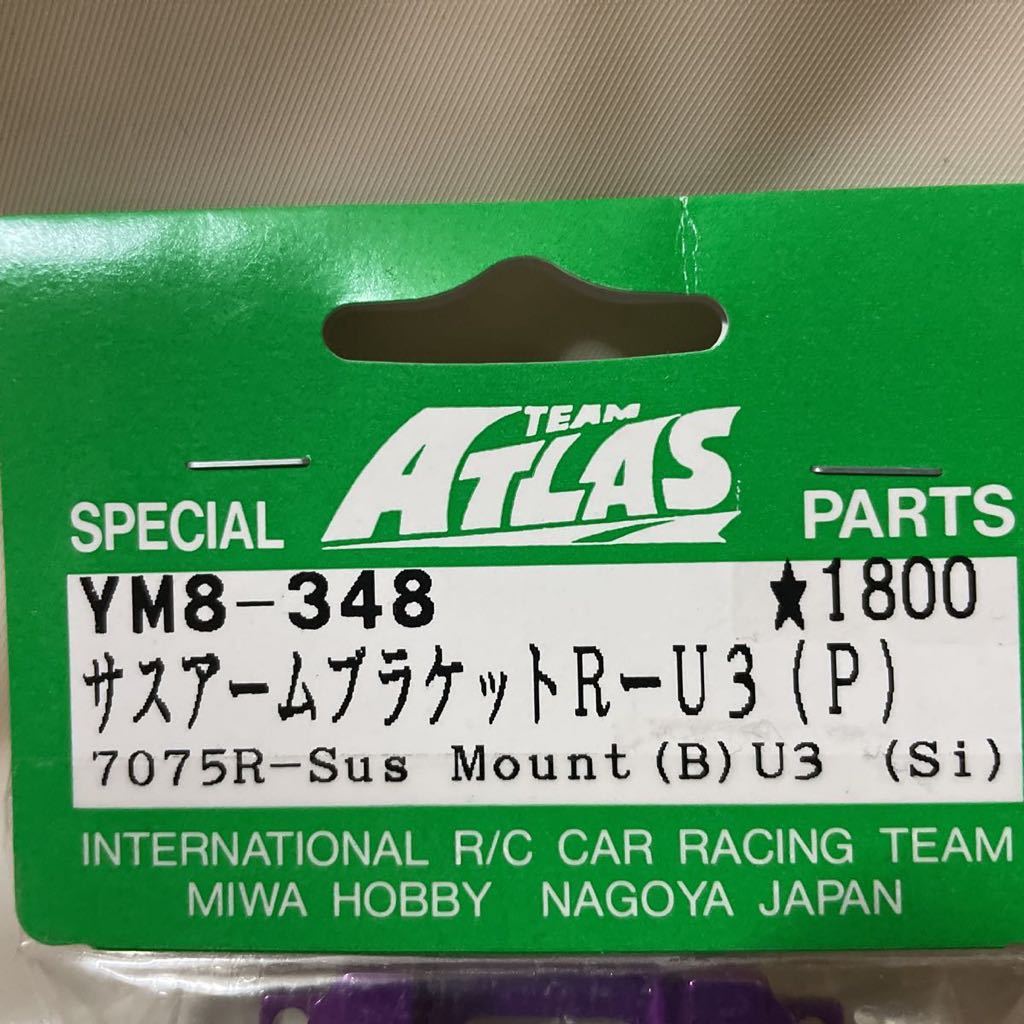 TEAM
ATLAS
SPECIAL PARTS
YM8-348 ★1800
サスアームブラケットR-U3(P)
7075R-Sus Mount(B)U3 (Si)
INTERNATIONAL R/C CAR RACING TEAM
MIWA HOBBY NAGOYA JAPAN